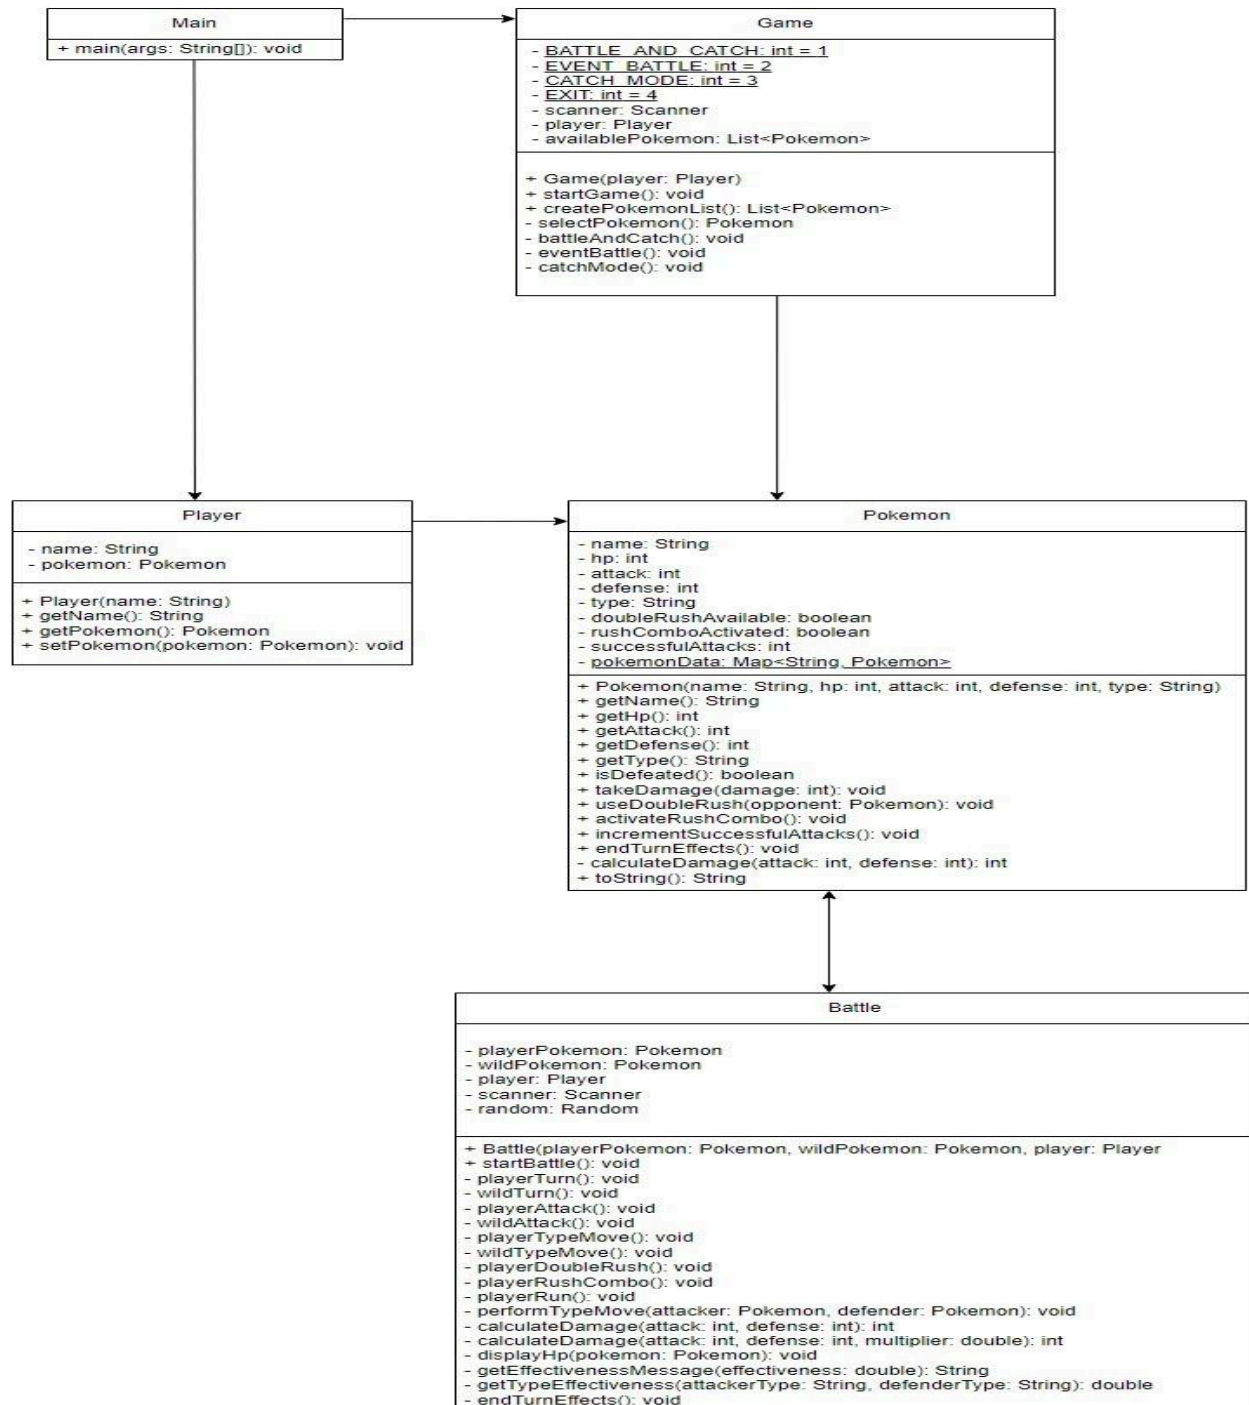 Main
+ main(args: String[]): void
Game
- BATTLE_AND_CATCH: int = 1
- EVENT_BATTLE: int = 2
- CATCH_MODE: int = 3
- EXIT: int = 4
- scanner: Scanner
- player: Player
- availablePokemon: List<Pokemon>
+ Game(player: Player)
+ startGame(): void
+ createPokemonList(): List<Pokemon>
- selectPokemon(): Pokemon
- battleAndCatch(): void
- eventBattle(): void
- catchMode(): void
Player
- name: String
- pokemon: Pokemon
+ Player(name: String)
+ getName(): String
+ getPokemon(): Pokemon
+ setPokemon(pokemon: Pokemon): void
Pokemon
- name: String
- hp: int
- attack: int
- defense: int
- type: String
- doubleRushAvailable: boolean
- rushComboActivated: boolean
- successfulAttacks: int
- pokemonData: Map<String, Pokemon>
+ Pokemon(name: String, hp: int, attack: int, defense: int, type: String)
+ getName(): String
+ getHp(): int
+ getAttack(): int
+ getDefense(): int
+ getType(): String
+ isDefeated(): boolean
+ takeDamage(damage: int): void
+ useDoubleRush(opponent: Pokemon): void
+ activateRushCombo(): void
+ incrementSuccessfulAttacks(): void
+ endTurnEffects(): void
- calculateDamage(attack: int, defense: int): int
+ toString(): String
Battle
- playerPokemon: Pokemon
- wildPokemon: Pokemon
- player: Player
- scanner: Scanner
- random: Random
+ Battle(playerPokemon: Pokemon, wildPokemon: Pokemon, player: Player
+ startBattle(): void
- playerTurn(): void
- wildTurn(): void
- playerAttack(): void
- wildAttack(): void
- playerTypeMove(): void
- wildTypeMove(): void
- playerDoubleRush(): void
- playerRushCombo(): void
- playerRun(): void
- performTypeMove(attacker: Pokemon, defender: Pokemon): void
- calculateDamage(attack: int, defense: int): int
- calculateDamage(attack: int, defense: int, multiplier: double): int
- displayHp(pokemon: Pokemon): void
- getEffectivenessMessage(effectiveness: double): String
- getTypeEffectiveness(attackerType: String, defenderType: String): double
- endTurnEffects(): void